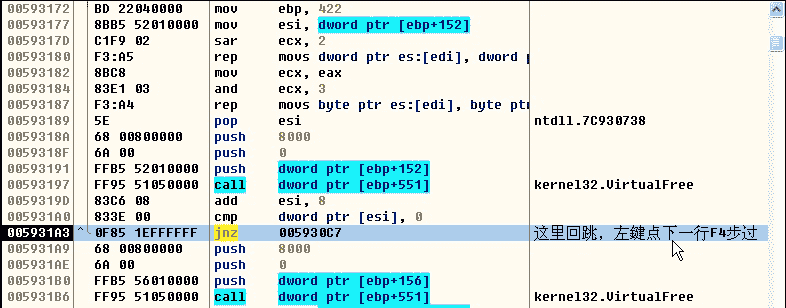 00593172 BD 22040000 mov ebp, 422
00593177 8BB5 52010000 mov esi, dword ptr [ebp+152]
0059317D C1F9 02 sar ecx, 2
00593180 F3:A5 rep movs dword ptr es:[edi], dword p
00593182 8BC8 mov ecx, eax
00593184 83E1 03 and ecx, 3
00593187 F3:A4 rep movs byte ptr es:[edi], byte ptr
00593189 5E pop esi ntdll.7C930738
0059318A 68 00800000 push 8000
0059318F 6A 00 push 0
00593191 FFB5 52010000 push dword ptr [ebp+152]
00593197 FF95 51050000 call dword ptr [ebp+551] kernel32.VirtualFree
0059319D 83C6 08 add esi, 8
005931A0 833E 00 cmp dword ptr [esi], 0
005931A3 0F85 1EFFFFFF jnz 005930C7 这里回跳，左鍵点下一行F4步过
005931A9 68 00800000 push 8000
005931AE 6A 00 push 0
005931B0 FFB5 56010000 push dword ptr [ebp+156]
005931B6 FF95 51050000 call dword ptr [ebp+551] kernel32.VirtualFree